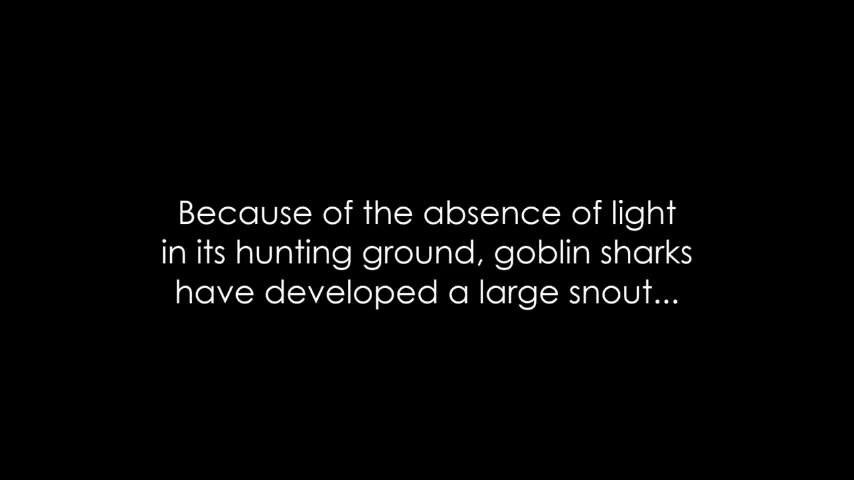 Because of the absence of light
in its hunting ground, goblin sharks
have developed a large snout...